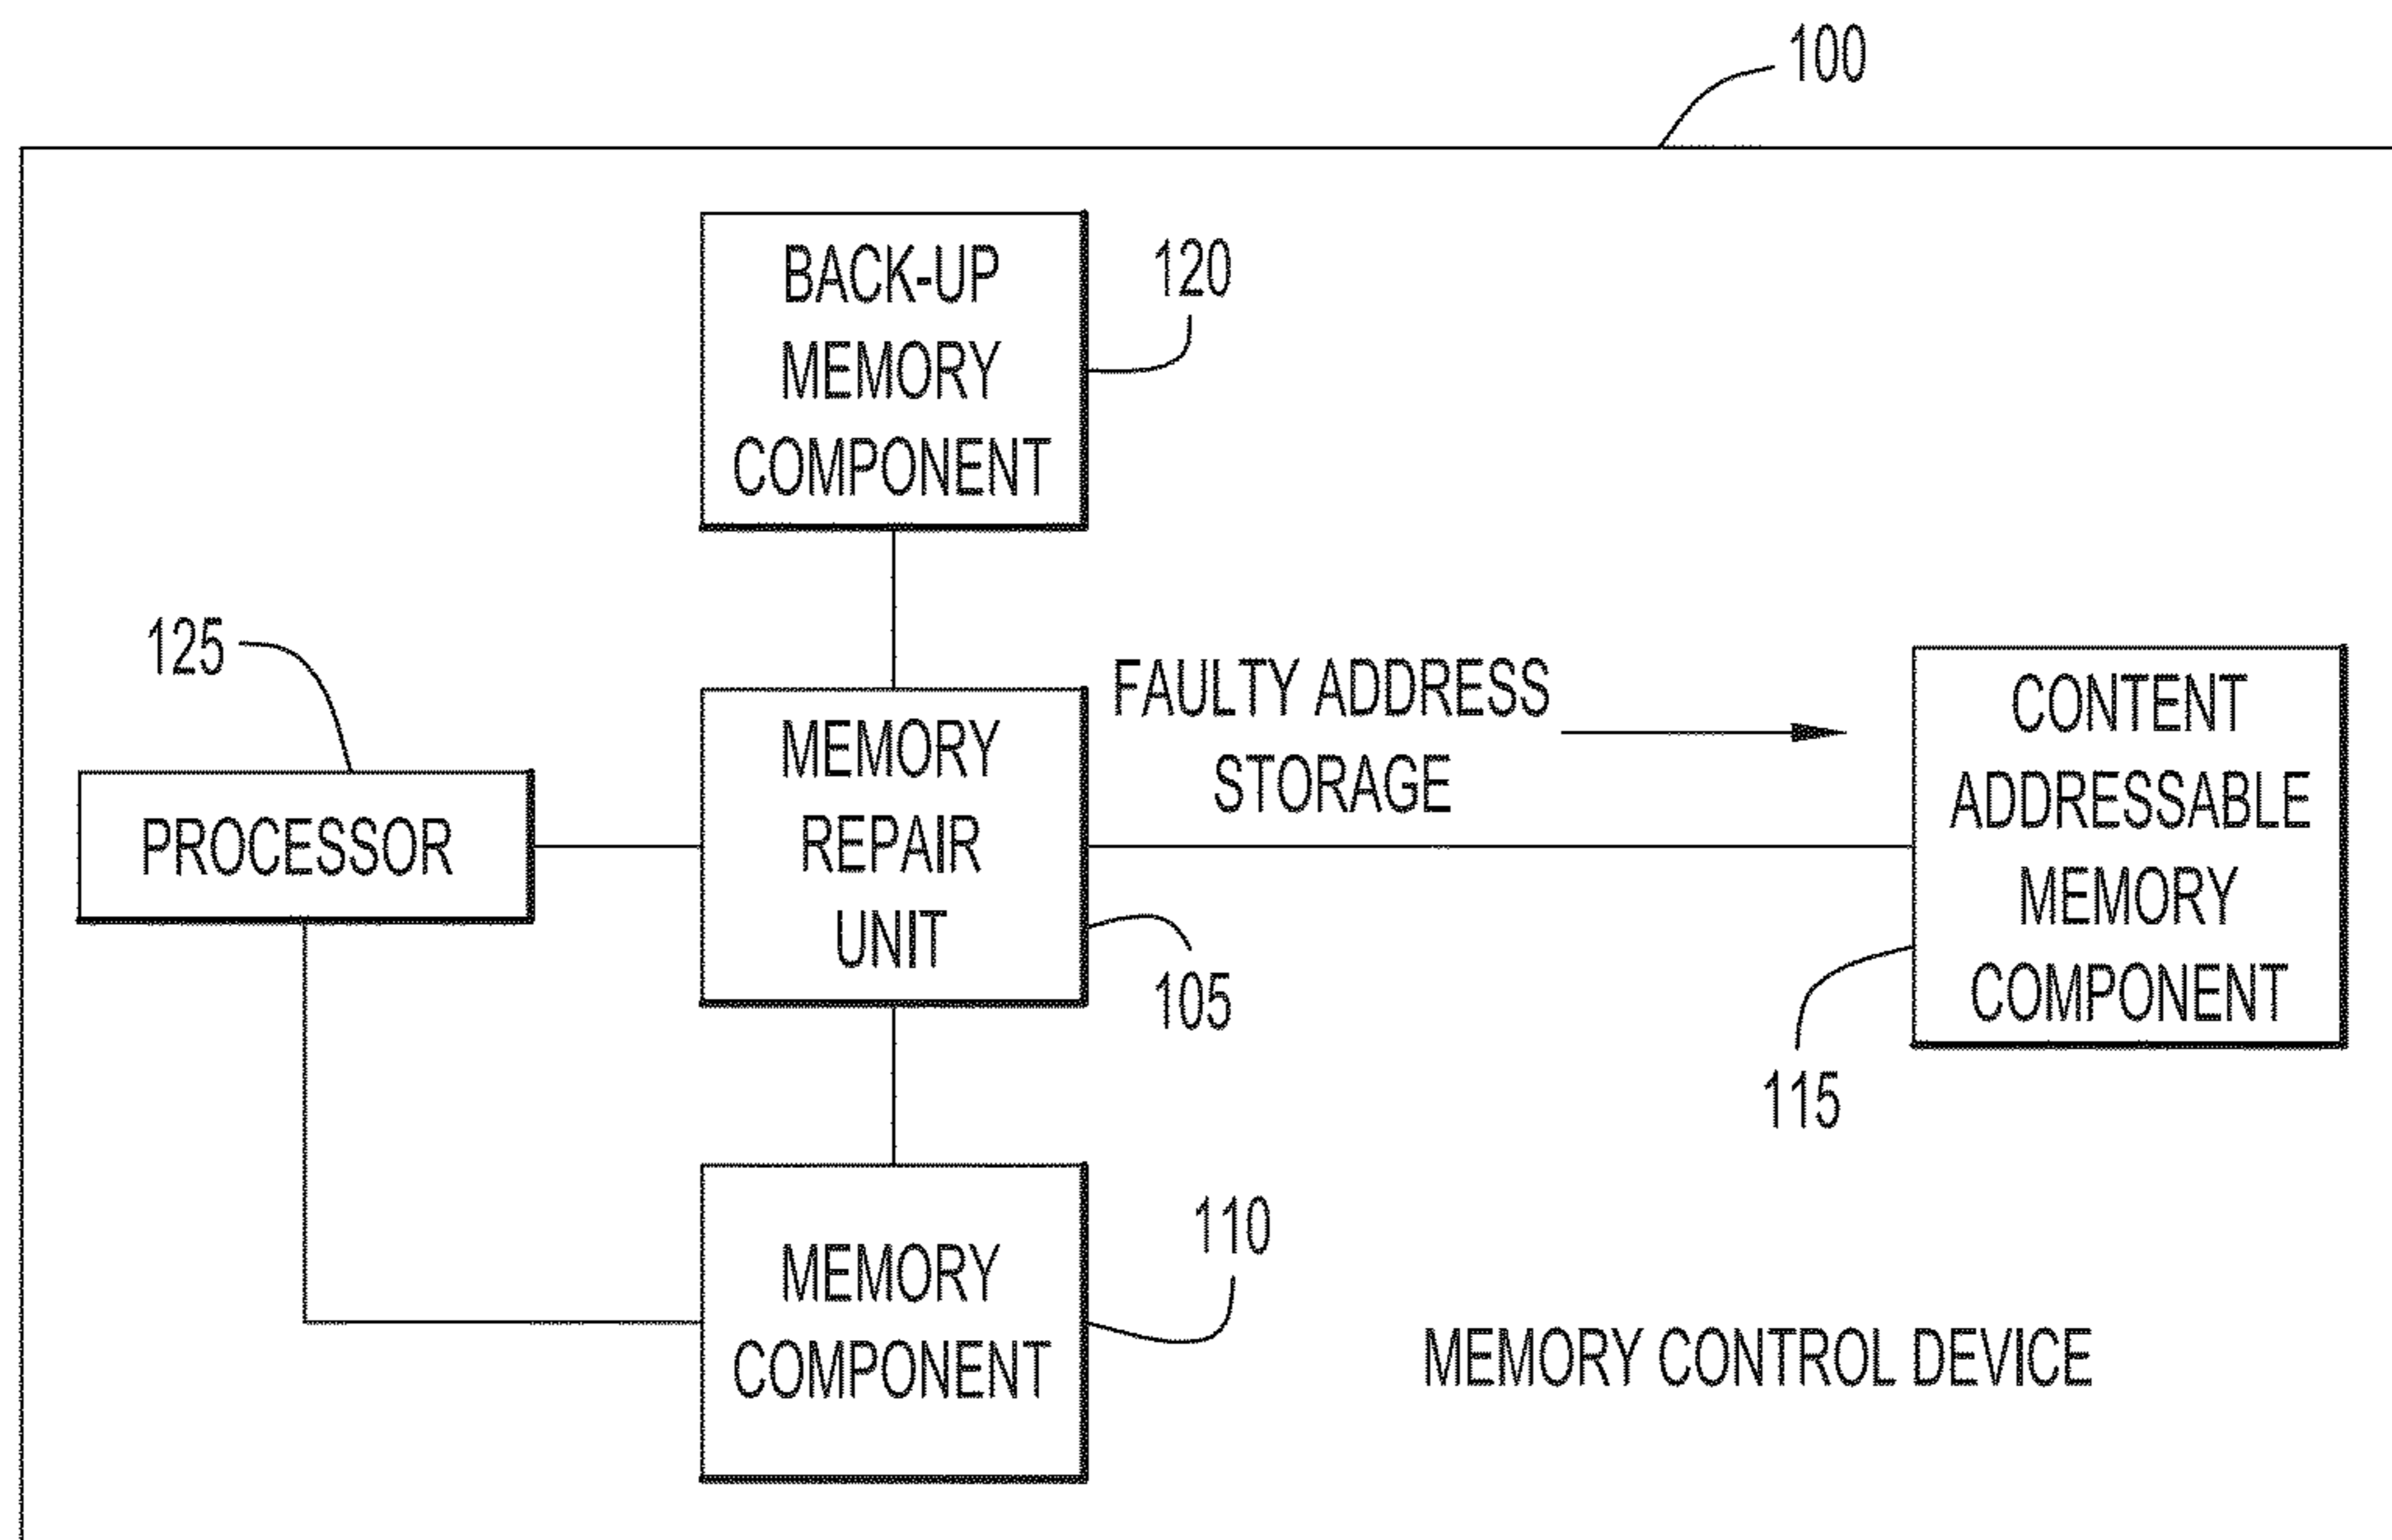 100
BACK-UP
MEMORY
COMPONENT
120
125
PROCESSOR
MEMORY
REPAIR
UNIT
105
FAULTY ADDRESS
STORAGE
CONTENT
ADDRESSABLE
MEMORY
COMPONENT
115
MEMORY
COMPONENT
110
MEMORY CONTROL DEVICE